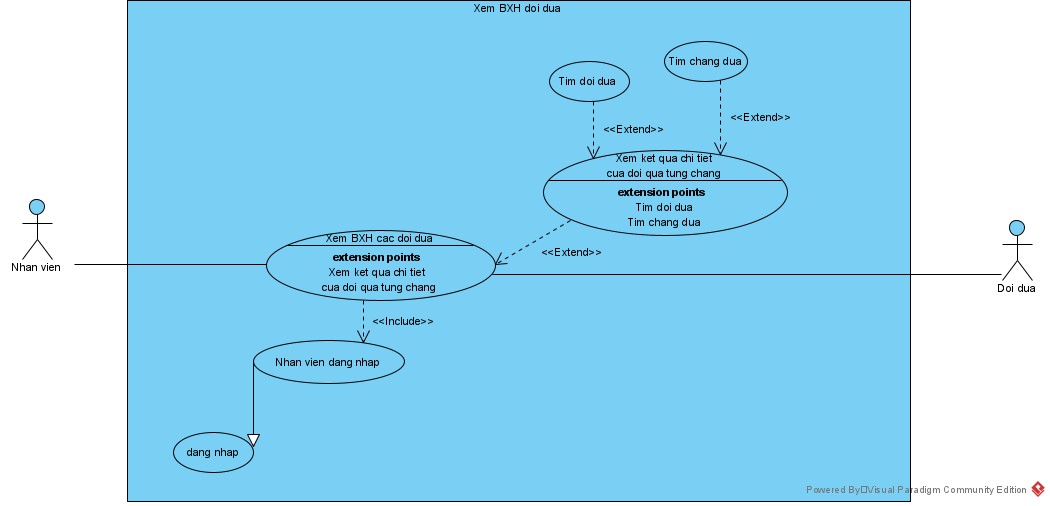 Xem BXH doi dua
Tim chang dua
Tim doi dua
<<Extend>>
<<Extend>>
Xem ket qua chi tiet
cua doi qua tung chang
extension points
Tim doi dua
Tim chang dua
Xem BXH cac doi dua
extension points
Xem ket qua chi tiet
cua doi qua tung chang
<<Extend>>
Nhan vien
Doi dua
<<Include>>
Nhan vien dang nhap
dang nhap
Powered By Visual Paradigm Community Edition